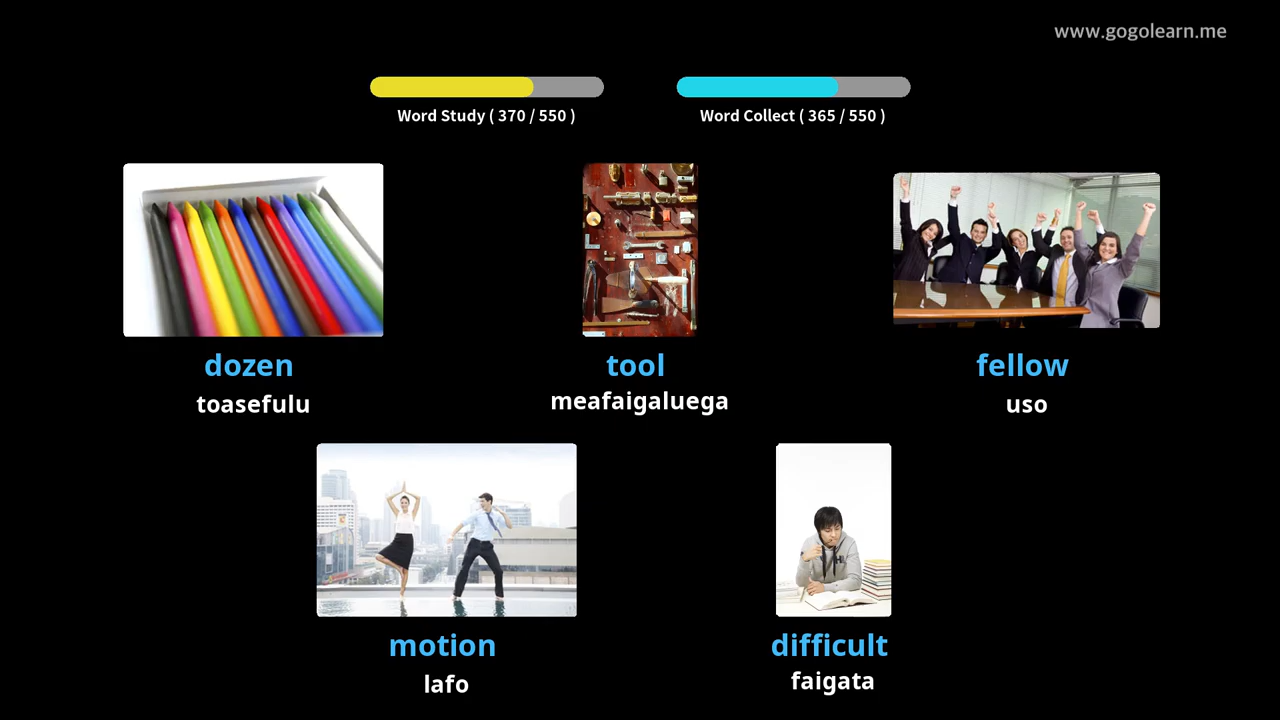 www.gogolearn.me
Word Study ( 370 / 550 )
Word Collect ( 365 / 550 )
dozen
toasefulu
tool
meafaigaluega
fellow
uso
motion
lafo
difficult
faigata